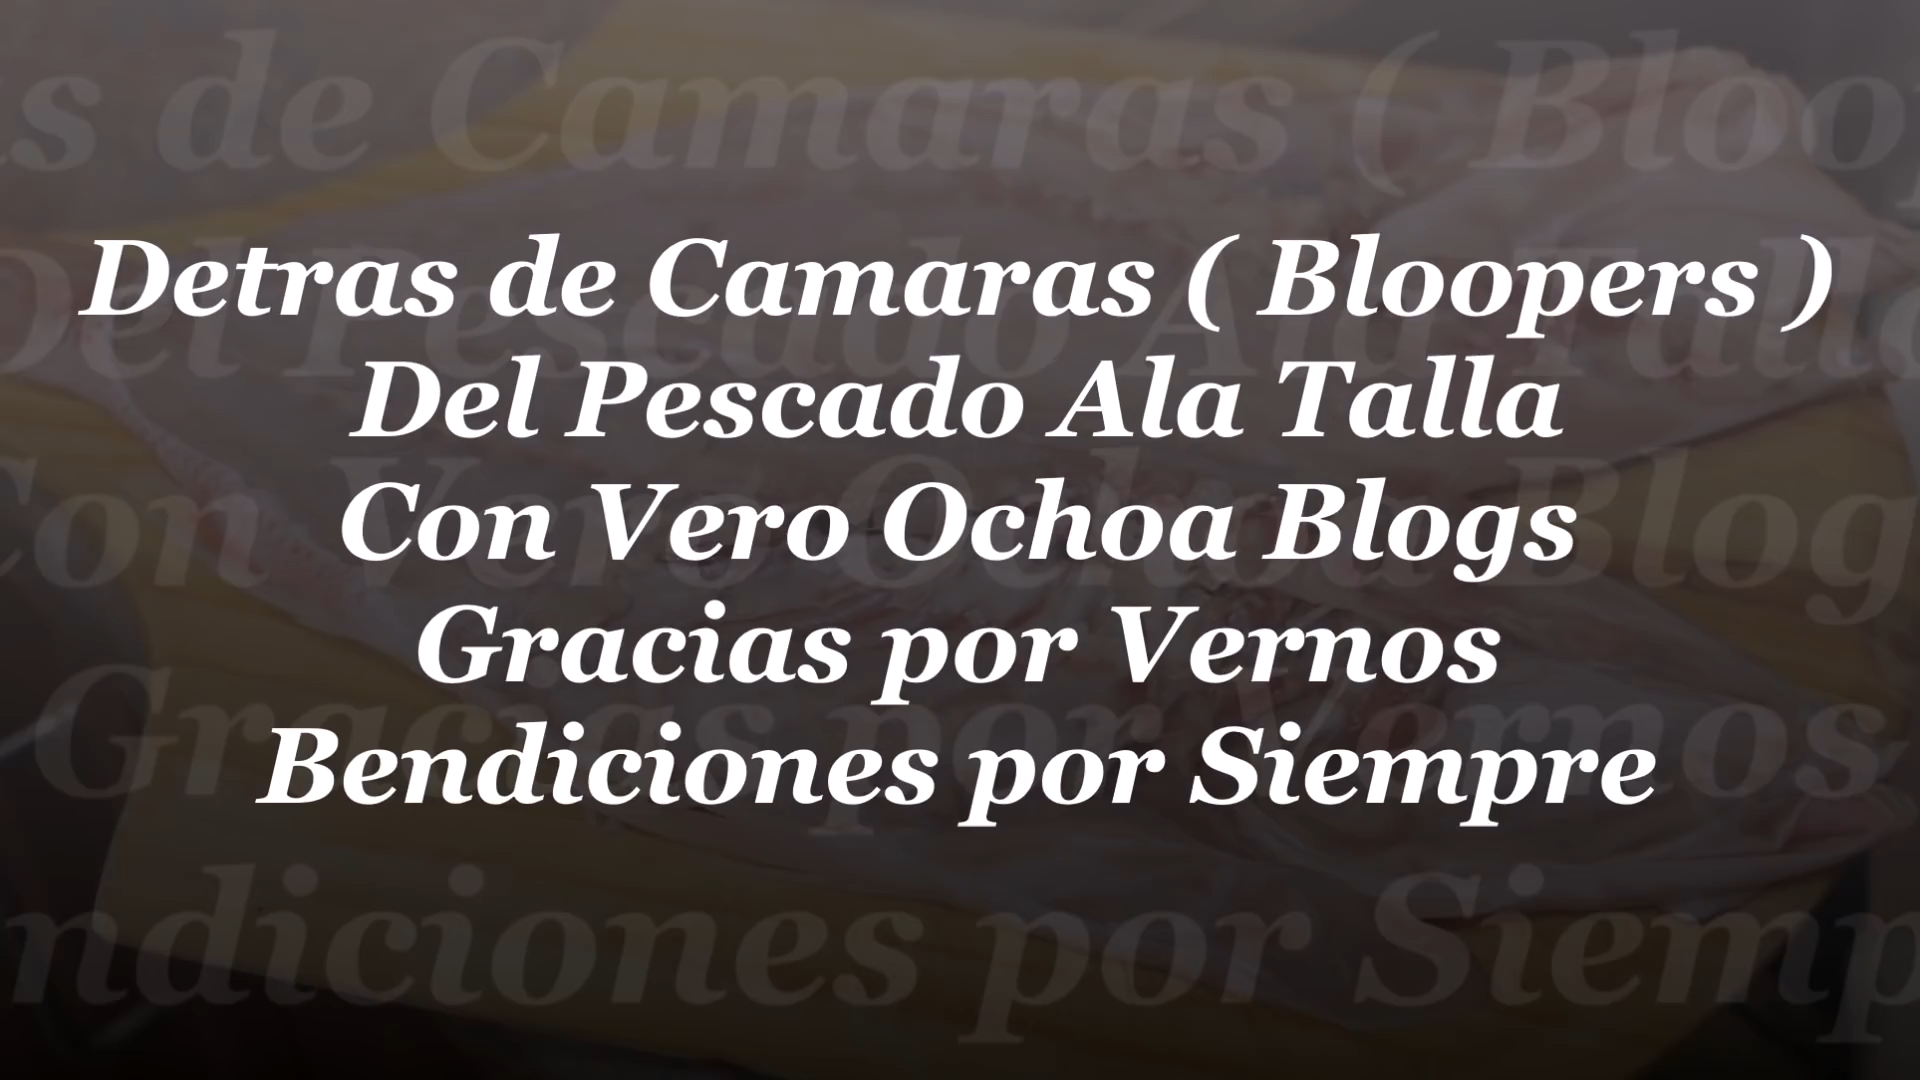 Detras de Camaras ( Bloopers )
Del Pescado Ala Talla
Con Vero Ochoa Blogs
Gracias por Vernos
Bendiciones por Siempre